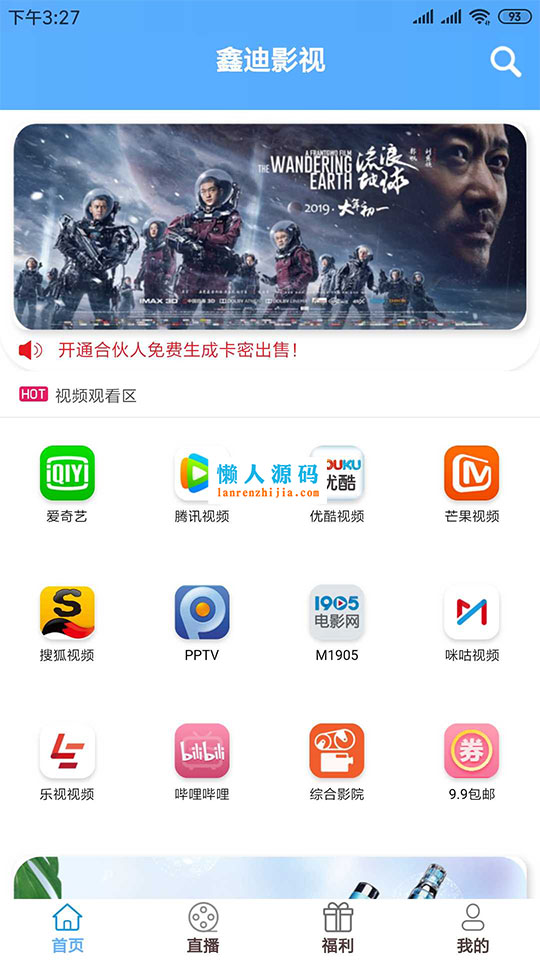 下午3:27
93
鑫迪影视
A FRANT3MO FILM
THE WANDERING EARTH
流浪地球
2019·大年初一
IMAX 3D
DOLBY CINEMA
开通合伙人免费生成卡密出售!
HOT 视频观看区
iQIYI
YOUKU
优酷
懒人源码
lanrenzhijia.com
爱奇艺
腾讯视频
优酷视频
芒果视频
S
1905
电影网
搜狐视频
PPTV
M1905
咪咕视频
bilibili
券
乐视视频
哔哩哔哩
综合影院
9.9包邮
首页
直播
福利
我的